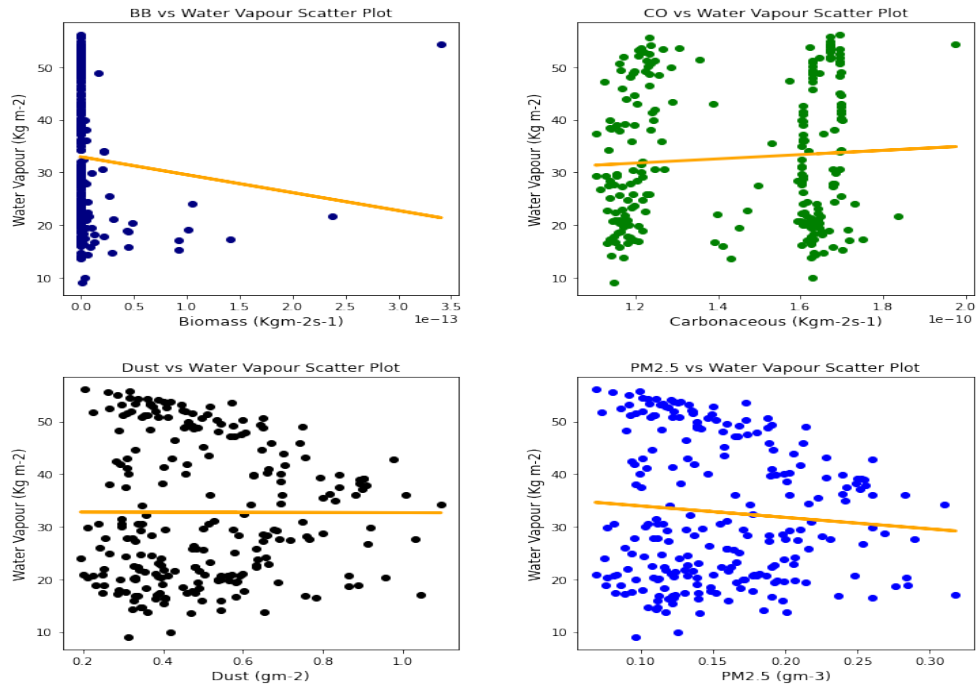 BB vs Water Vapour Scatter Plot
Water Vapour (Kg m-2)
50
40
30
20
10
0.0 0.5 1.0 1.5 2.0 2.5 3.0 3.5
1e−13
Biomass (Kgm-2s-1)
CO vs Water Vapour Scatter Plot
Water Vapour (Kg m-2)
50
40
30
20
10
1.2 1.4 1.6 1.8 2.0
1e−10
Carbonaceous (Kgm-2s-1)
Dust vs Water Vapour Scatter Plot
Water Vapour (Kg m-2)
50
40
30
20
10
0.2 0.4 0.6 0.8 1.0
Dust (gm-2)
PM2.5 vs Water Vapour Scatter Plot
Water Vapour (Kg m-2)
50
40
30
20
10
0.10 0.15 0.20 0.25 0.30
PM2.5 (gm-3)